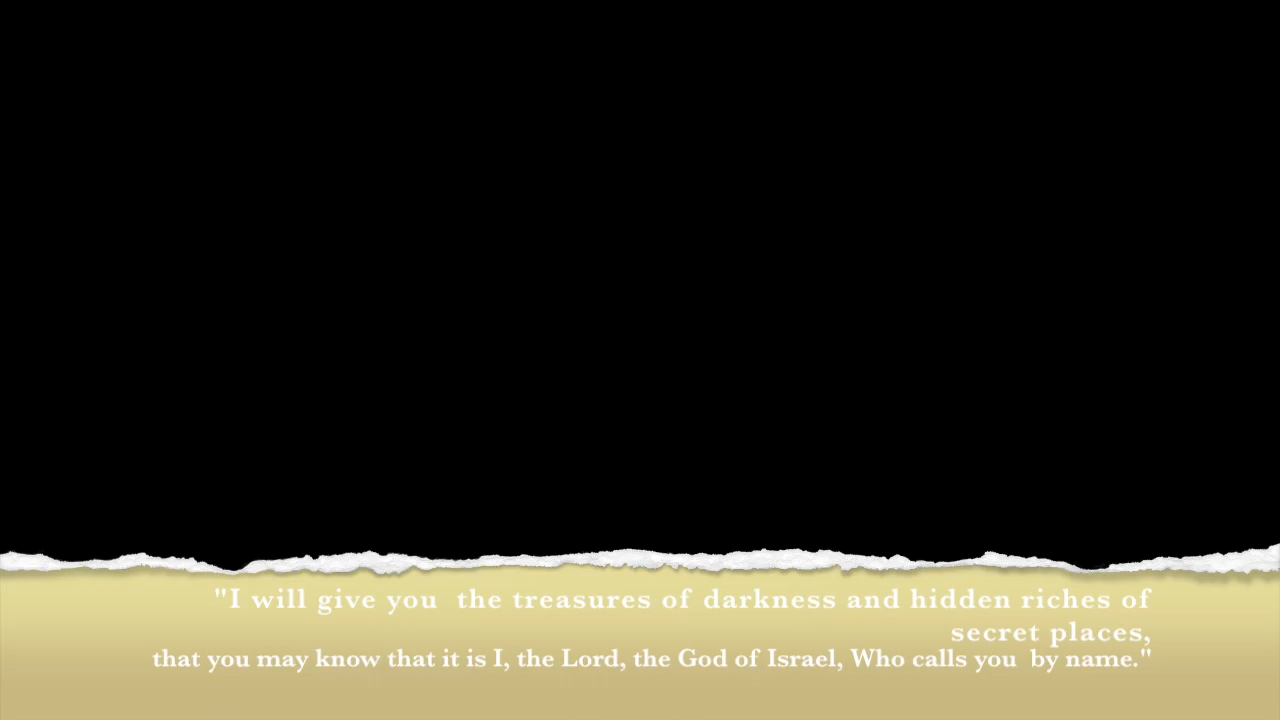 "I will give you  the treasures of darkness and hidden riches of
secret places,
that you may know that it is I, the Lord, the God of Israel, Who calls you  by name."